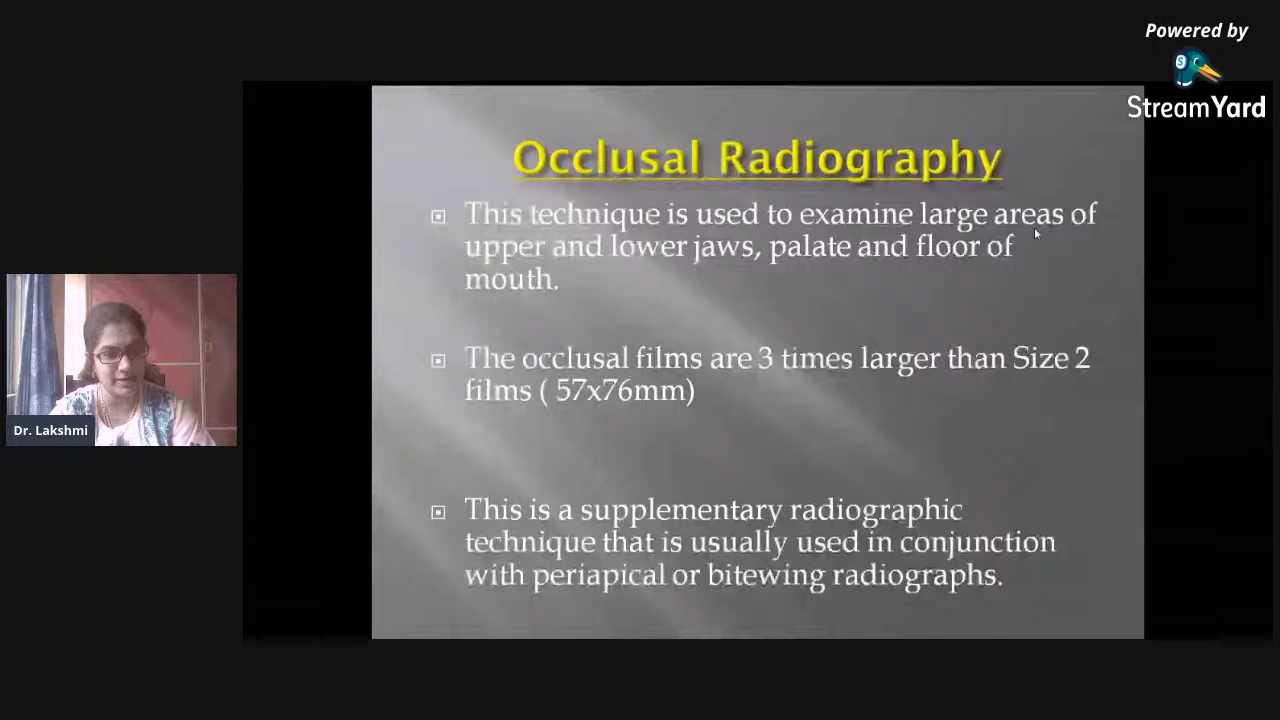 Powered by
StreamYard
Occlusal Radiography
This technique is used to examine large areas of
upper and lower jaws, palate and floor of
mouth.
The occlusal films are 3 times larger than Size 2
films ( 57x76mm)
This is a supplementary radiographic
technique that is usually used in conjunction
with periapical or bitewing radiographs.
Dr. Lakshmi